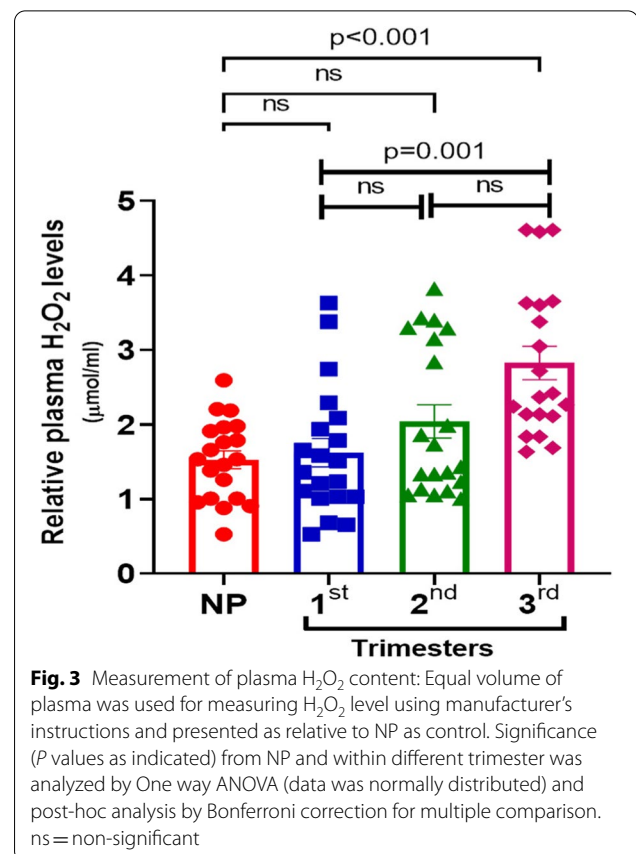 p<0.001
ns
ns
p=0.001
ns ns
Relative plasma H₂O₂ levels
(μmol/ml)
5
4
3
2
1
0
NP 1ˢᵗ 2ⁿᵈ 3ʳᵈ
Trimesters
Fig. 3 Measurement of plasma H₂O₂ content: Equal volume of
plasma was used for measuring H₂O₂ level using manufacturer's
instructions and presented as relative to NP as control. Significance
(P values as indicated) from NP and within different trimester was
analyzed by One way ANOVA (data was normally distributed) and
post-hoc analysis by Bonferroni correction for multiple comparison.
ns = non-significant